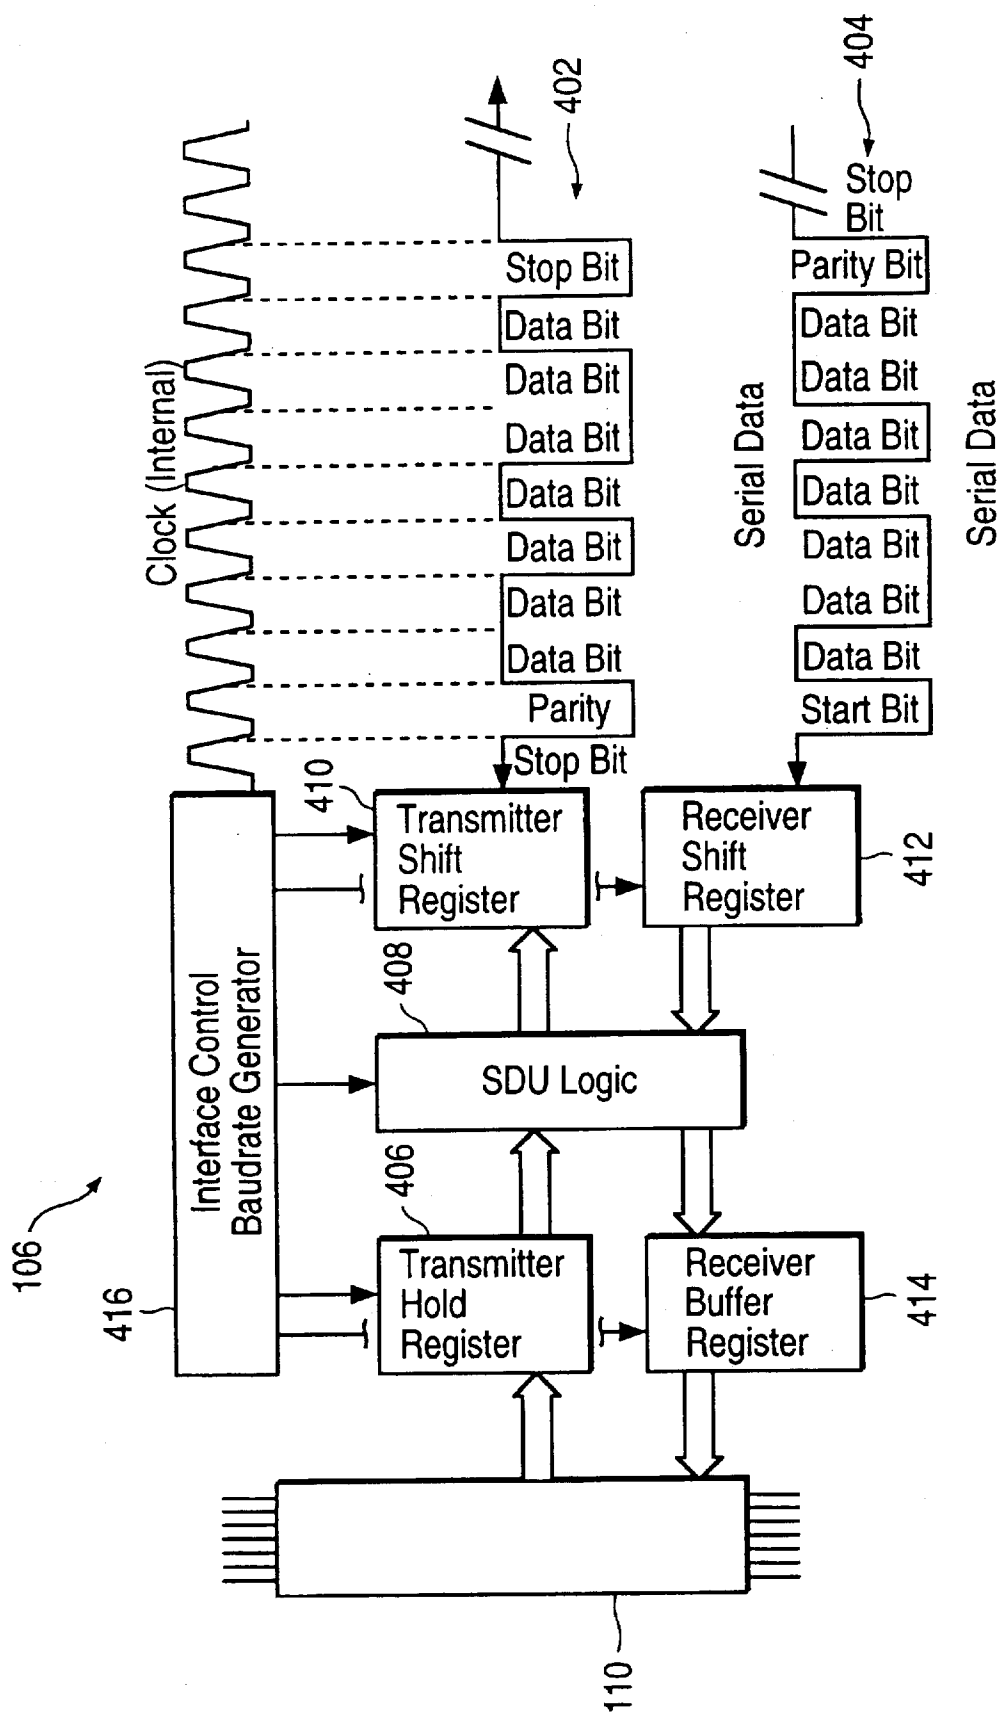 106
416
Interface Control
Baudrate Generator
Clock (Internal)
406
Transmitter
Hold
Register
408
SDU Logic
410
Transmitter
Shift
Register
Stop Bit
Parity
Data Bit
Data Bit
Data Bit
Data Bit
Data Bit
Data Bit
Data Bit
Stop Bit
402
Serial Data
110
Receiver
Buffer
Register
414
Receiver
Shift
Register
412
Start Bit
Data Bit
Data Bit
Data Bit
Data Bit
Data Bit
Data Bit
Data Bit
Parity Bit
Stop
Bit
404
Serial Data